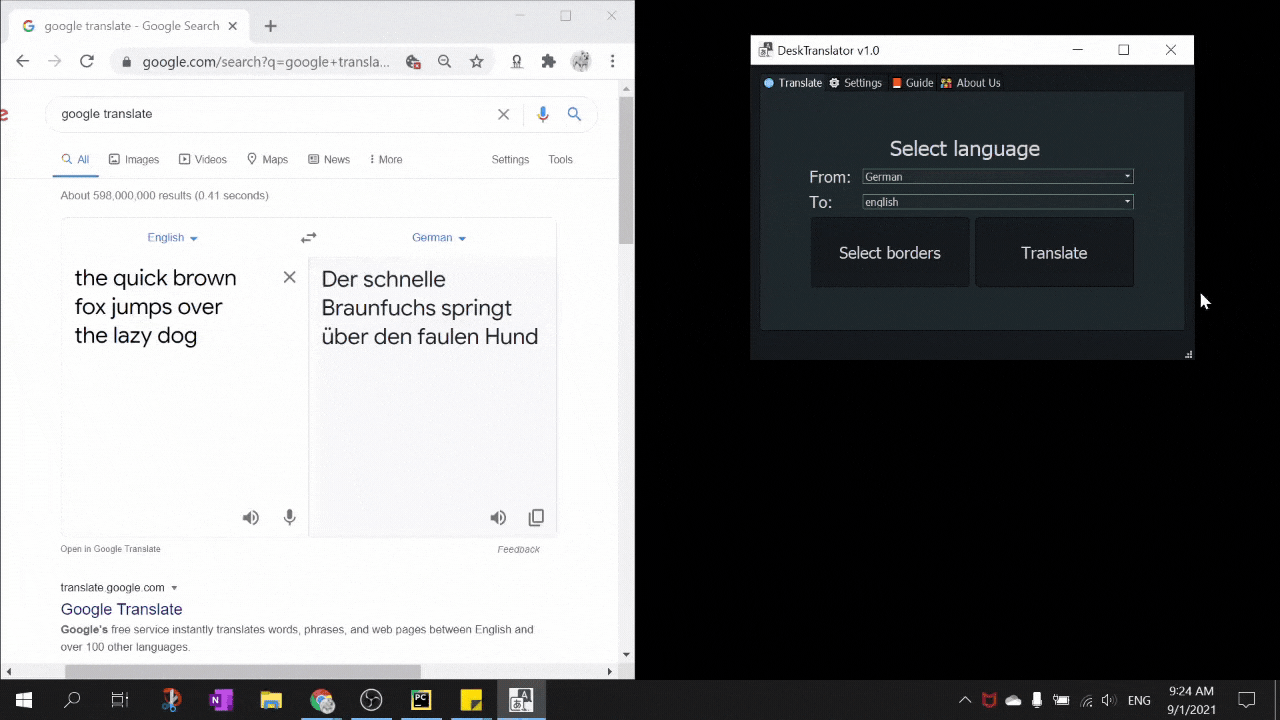 google translate - Google Search
google.com/search?q=google+transla...
google translate
All
Images
Videos
Maps
News
More
Settings
Tools
About 598,000,000 results (0.41 seconds)
English
German
the quick brown
fox jumps over
the lazy dog
Der schnelle
Braunfuchs springt
über den faulen Hund
Open in Google Translate
Feedback
translate.google.com
Google Translate
Google's free service instantly translates words, phrases, and web pages between English and
over 100 other languages.
DeskTranslator v1.0
Translate
Settings
Guide
About Us
Select language
From: German
To: english
Select borders
Translate
ENG
9:24 AM
9/1/2021